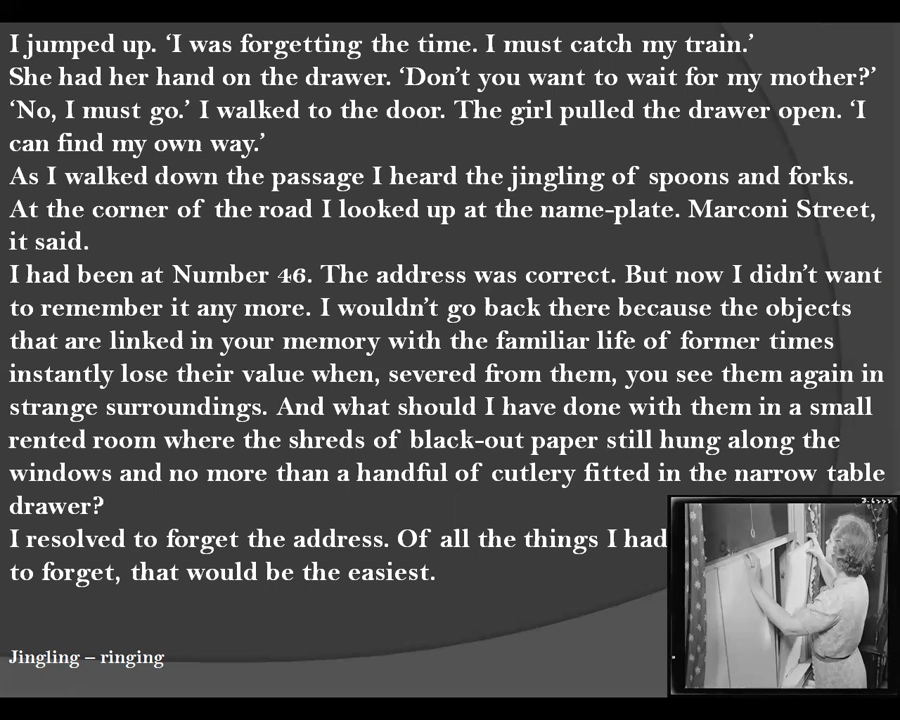 I jumped up. ‘I was forgetting the time. I must catch my train.’
She had her hand on the drawer. ‘Don’t you want to wait for my mother?’
‘No, I must go.’ I walked to the door. The girl pulled the drawer open. ‘I
can find my own way.’
As I walked down the passage I heard the jingling of spoons and forks.
At the corner of the road I looked up at the name-plate. Marconi Street,
it said.
I had been at Number 46. The address was correct. But now I didn’t want
to remember it any more. I wouldn’t go back there because the objects
that are linked in your memory with the familiar life of former times
instantly lose their value when, severed from them, you see them again in
strange surroundings. And what should I have done with them in a small
rented room where the shreds of black-out paper still hung along the
windows and no more than a handful of cutlery fitted in the narrow table
drawer?
I resolved to forget the address. Of all the things I had
to forget, that would be the easiest.
Jingling – ringing